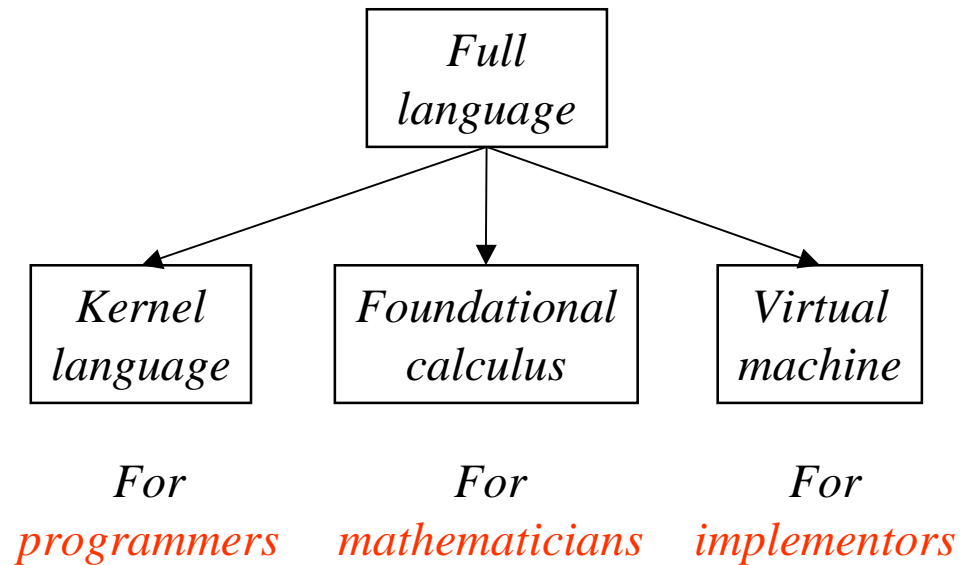 Full
language
Kernel
language
Foundational
calculus
Virtual
machine
For
programmers
For
mathematicians
For
implementors